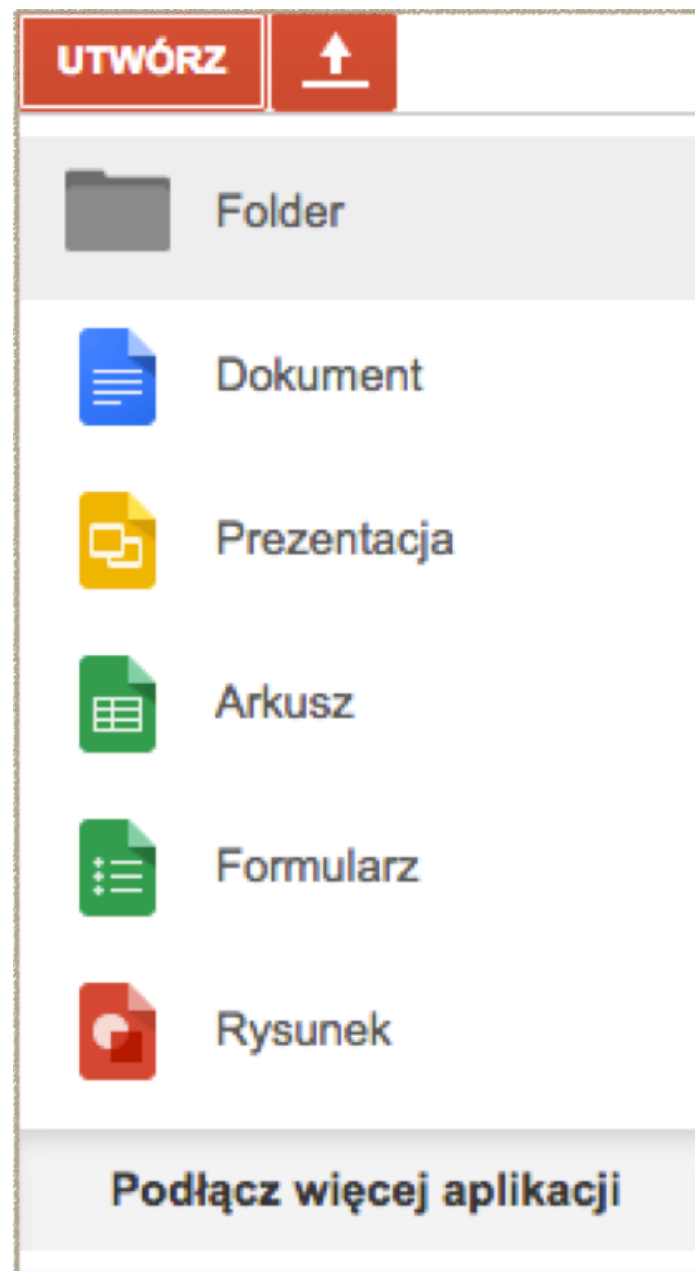 UTWÓRZ
Folder
Dokument
Prezentacja
Arkusz
Formularz
Rysunek
Podłącz więcej aplikacji